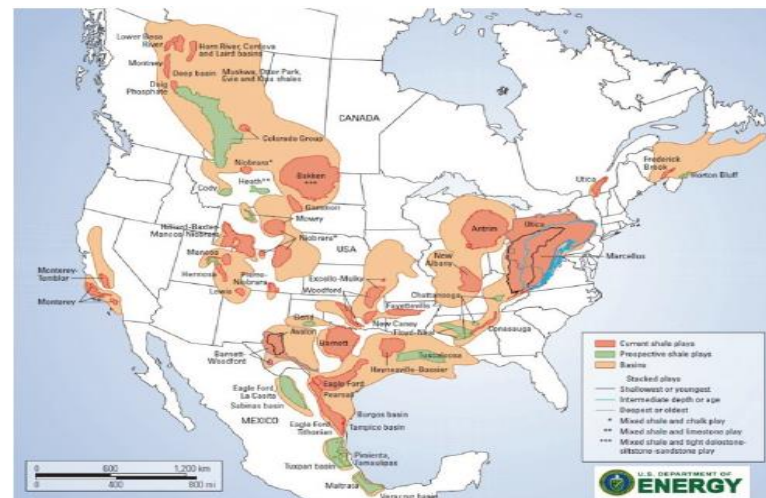 Lower Besa
River
Horn River, Cordova
and Laird basins
Montney
Deep basin
Muskwa, Otter Park,
Evie and Klua shales
Doig
Phosphate
CANADA
Colorado Group
Niobrara*
Bakken
***
Heath**
Cody
Gammon
Mowry
Frederick
Brook
Horton Bluff
Utica
Utica
Antrim
Hilliard-Baxter-
Mancos-Niobrara
Niobrara*
USA
Mancos
Marcellus
New
Albany
Monterey-
Temblor
Hermosa
Pierre-
Niobrara
Excello-Mulky
Monterey
Lewis
Woodford
Fayetteville
Chattanooga
Bend
New Caney
Floyd-Neal
Conasauga
Avalon
Barnett
Tuscaloosa
Barnett-
Woodford
Haynesville-Bossier
Eagle Ford
Pearsall
Eagle Ford,
La Casita
Sabinas basin
Burgos basin
MEXICO
Eagle Ford,
Tithonian
Tampico basin
Pimienta,
Tamaulipas
Tuxpan basin
Maltrata
Veracruz basin
Current shale plays
Prospective shale plays
Basins
Stacked plays
Shallowest or youngest
Intermediate depth or age
Deepest or oldest
* Mixed shale and chalk play
** Mixed shale and limestone play
*** Mixed shale and tight dolostone-
siltstone-sandstone play
0 600 1,200 km
0 400 800 mi
U.S. DEPARTMENT OF
ENERGY